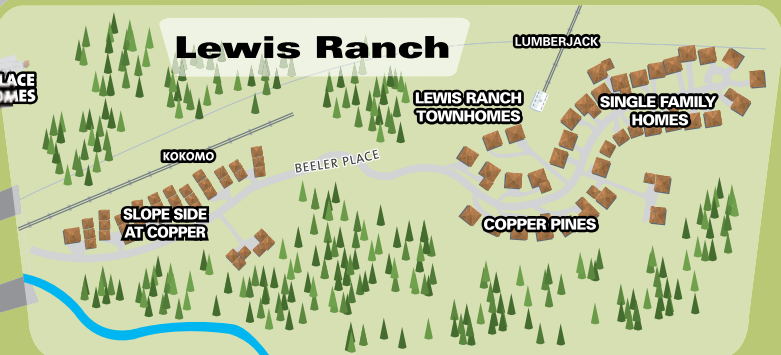 Lewis Ranch
LUMBERJACK
LACE
OMES
LEWIS RANCH
TOWNHOMES
SINGLE FAMILY
HOMES
KOKOMO
BEELER PLACE
SLOPE SIDE
AT COPPER
COPPER PINES